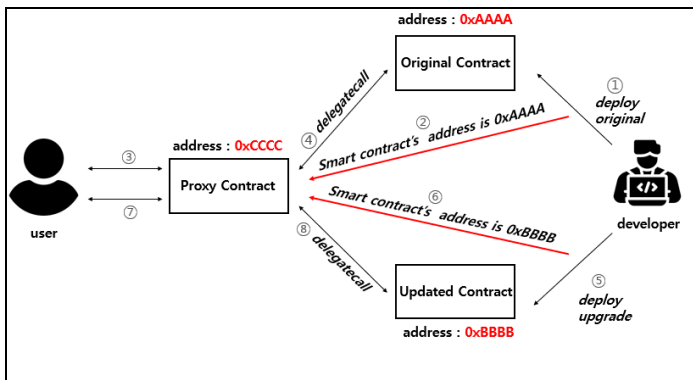 address : 0xAAAA
Original Contract
①
deploy
original
④ delegatecall
②
Smart contract's address is 0xAAAA
address : 0xCCCC
③
Proxy Contract
⑦
user
Smart contract's address is 0xBBBB
⑥
developer
⑧ delegatecall
Updated Contract
⑤
deploy
upgrade
address : 0xBBBB